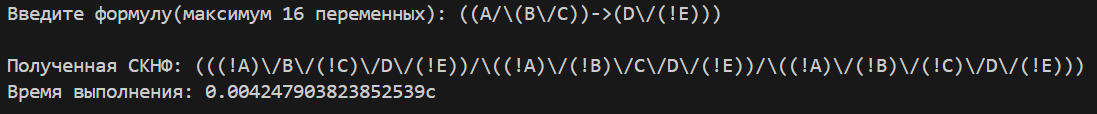 Введите формулу(максимум 16 переменных): ((A/\(B\/C))->(D\/(!E)))
Полученная СКНФ: (((!A)\/B\/(!C)\/D\/(!E))/\((!A)\/(!B)\/C\/D\/(!E))/\((!A)\/(!B)\/(!C)\/D\/(!E)))
Время выполнения: 0.004247903823852539с